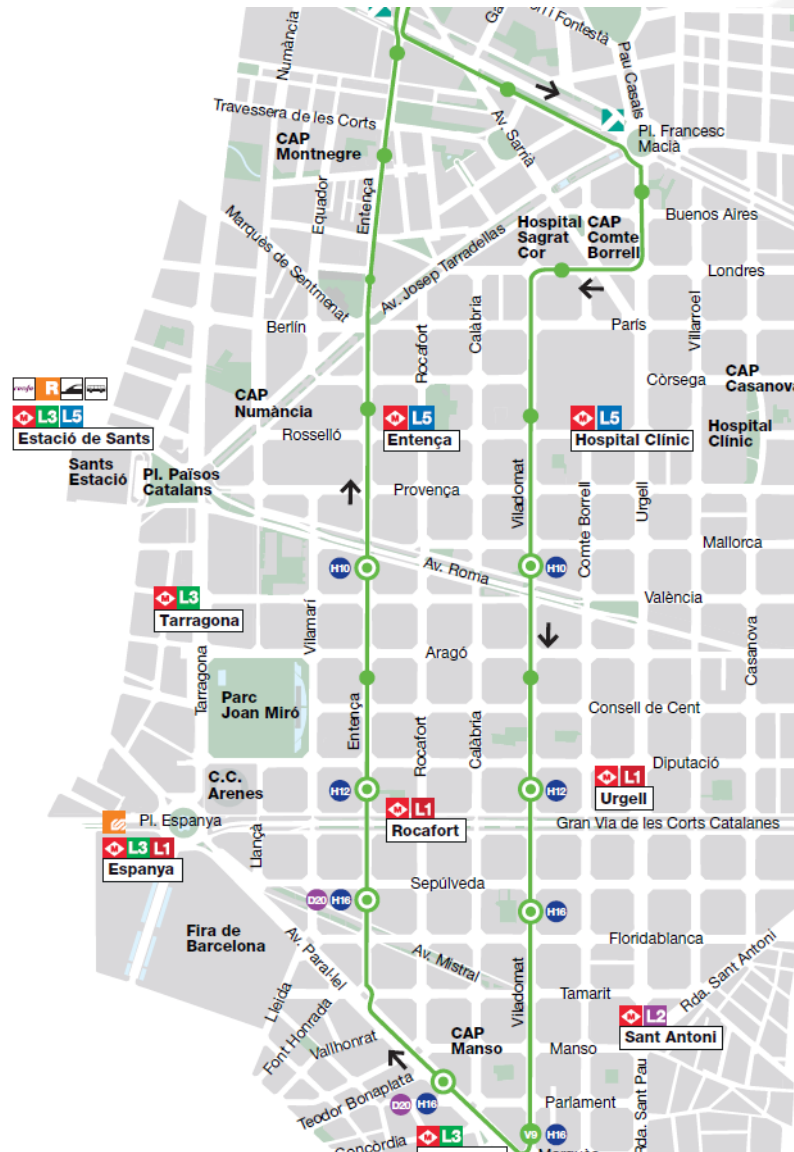 i Fontestà
Numància
Pau Casals
Travessera de les Corts
Av. Sarrià
Pl. Francesc
Macià
CAP
Montnegre
Equador
Entença
Buenos Aires
Marquès de Sentmenat
Av. Josep Tarradellas
Hospital
Sagrat
Cor
CAP
Comte
Borrell
Londres
Berlín
Rocafort
Calàbria
París
Villarroel
Còrsega
CAP
Casanova
renfe R
M L3 L5
Estació de Sants
CAP
Numància
M L5
Entença
M L5
Hospital Clínic
Hospital
Clínic
Rosselló
Sants
Estació
Pl. Països
Catalans
Provença
Viladomat
Comte Borrell
Urgell
Mallorca
H10
Av. Roma
H10
València
M L3
Tarragona
Vilamarí
Aragó
Casanova
Tarragona
Parc
Joan Miró
Entença
Rocafort
Calàbria
Consell de Cent
Diputació
C.C.
Arenes
H12
H12
M L1
Urgell
M L1
Rocafort
Pl. Espanya
Gran Via de les Corts Catalanes
M L3 L1
Espanya
Llançà
Sepúlveda
D20 H16
H16
Fira de
Barcelona
Av. Paral·lel
Av. Mistral
Floridablanca
Viladomat
Rda. Sant Antoni
Lleida
Tamarit
Font Honrada
M L2
Sant Antoni
Vallhonrat
CAP
Manso
Manso
Teodor Bonaplata
D20 H16
Parlament
Rda. Sant Pau
Concòrdia
M L3
V9 H16
Marquès